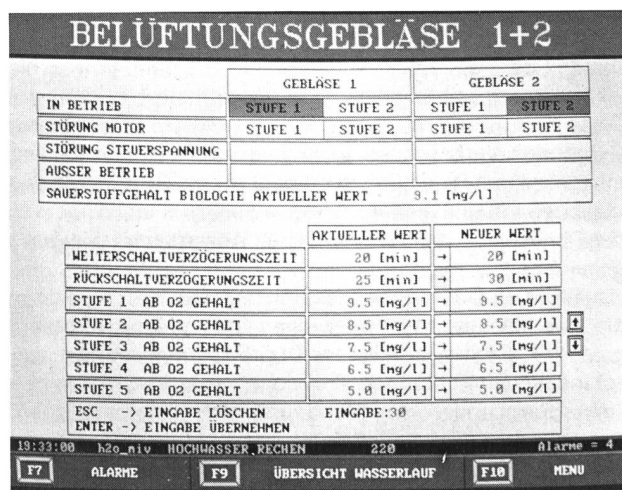 BELÜFTUNGSGEBLÄSE 1+2
GEBLÄSE 1 GEBLÄSE 2
IN BETRIEB STUFE 1 STUFE 2 STUFE 1 STUFE 2
STÖRUNG MOTOR STUFE 1 STUFE 2 STUFE 1 STUFE 2
STÖRUNG STEUERSPANNUNG
AUSSER BETRIEB
SAUERSTOFFGEHALT BIOLOGIE AKTUELLER WERT 9.1 [mg/l]
AKTUELLER WERT NEUER WERT
WEITERSCHALTVERZÖGERUNGSZEIT 20 [min] → 20 [min]
RÜCKSCHALTVERZÖGERUNGSZEIT 25 [min] → 30 [min]
STUFE 1 AB O2 GEHALT 9.5 [mg/l] → 9.5 [mg/l]
STUFE 2 AB O2 GEHALT 8.5 [mg/l] → 8.5 [mg/l] ↑
STUFE 3 AB O2 GEHALT 7.5 [mg/l] → 7.5 [mg/l] ↓
STUFE 4 AB O2 GEHALT 6.5 [mg/l] → 6.5 [mg/l]
STUFE 5 AB O2 GEHALT 5.0 [mg/l] → 5.0 [mg/l]
ESC -> EINGABE LÖSCHEN EINGABE:30
ENTER -> EINGABE ÜBERNEHMEN
19:33:00 h2o_niv HOCHWASSER.RECHEN 220 Alarme = 4
F7 ALARME F9 ÜBERSICHT WASSERLAUF F10 MENU